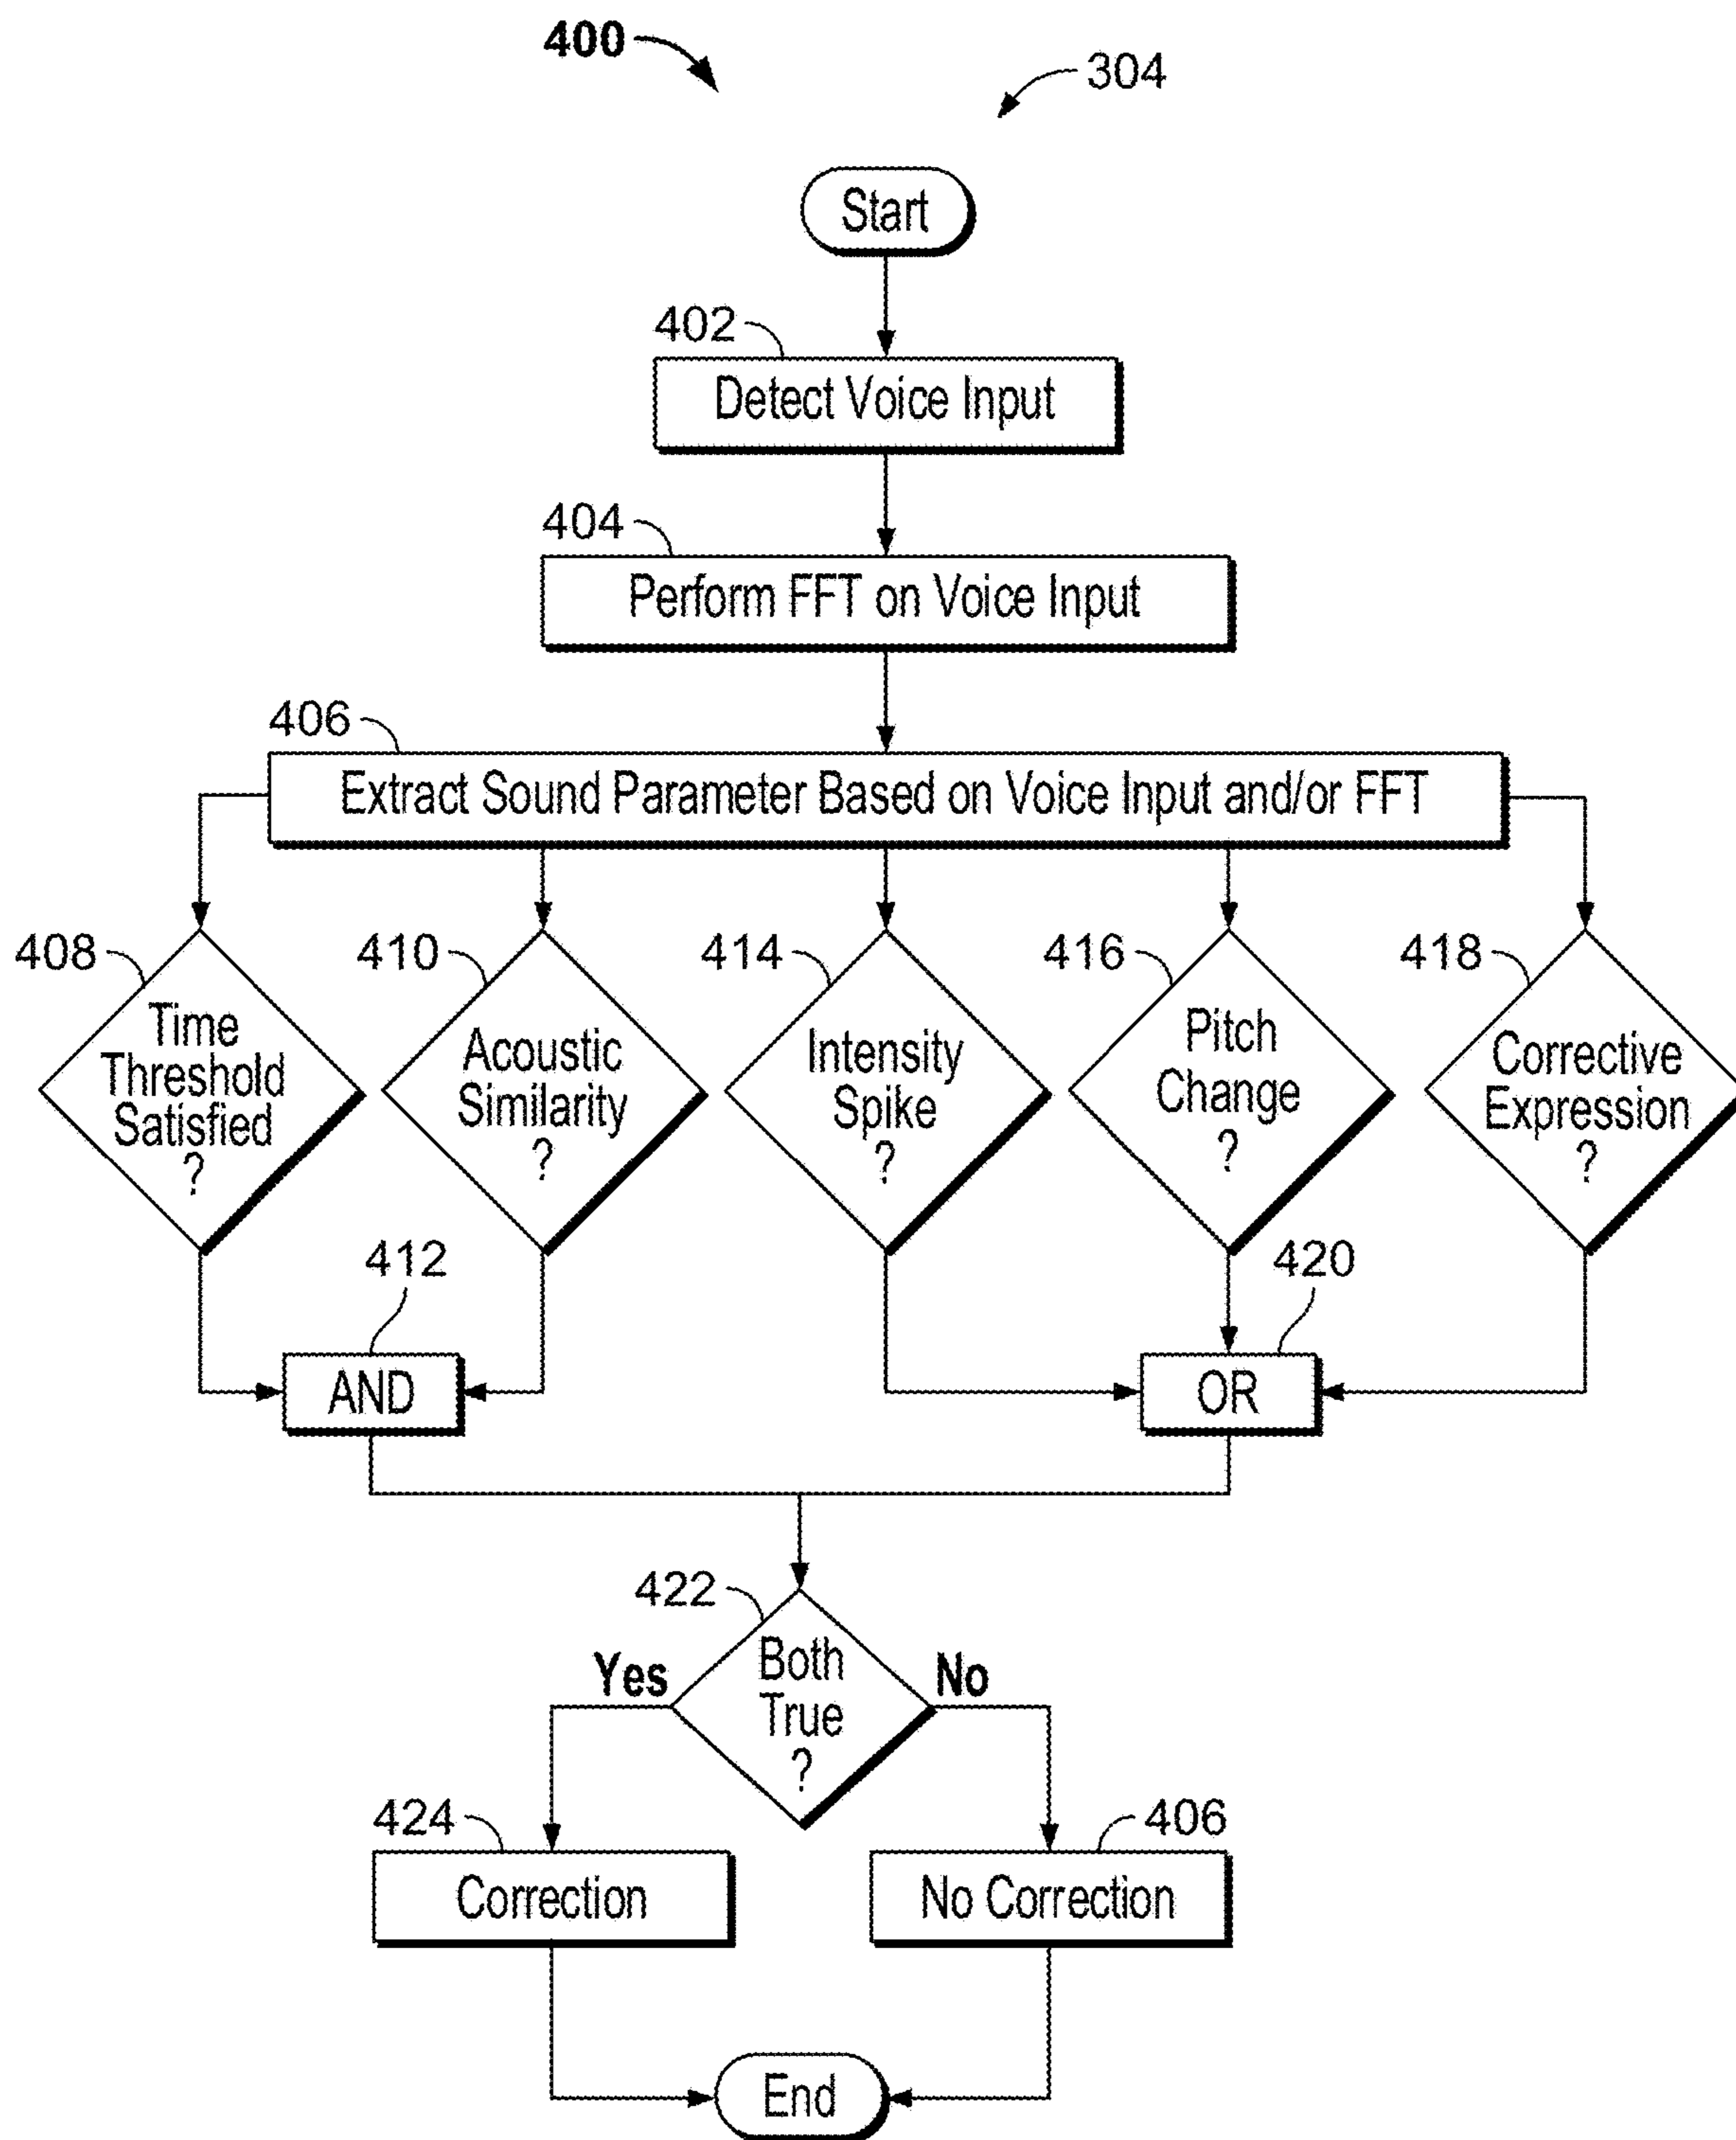 400
304
Start
402
Detect Voice Input
404
Perform FFT on Voice Input
406
Extract Sound Parameter Based on Voice Input and/or FFT
408
Time
Threshold
Satisfied
?
410
Acoustic
Similarity
?
414
Intensity
Spike
?
416
Pitch
Change
?
418
Corrective
Expression
?
412
AND
420
OR
422
Both
True
?
Yes
No
424
Correction
406
No Correction
End